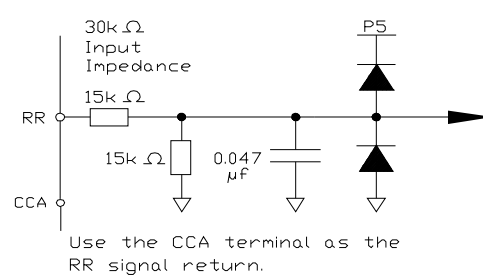 30k Ω
Input
Impedance
P5
15k Ω
RR
15k Ω
0.047
μf
CCA
Use the CCA terminal as the
RR signal return.